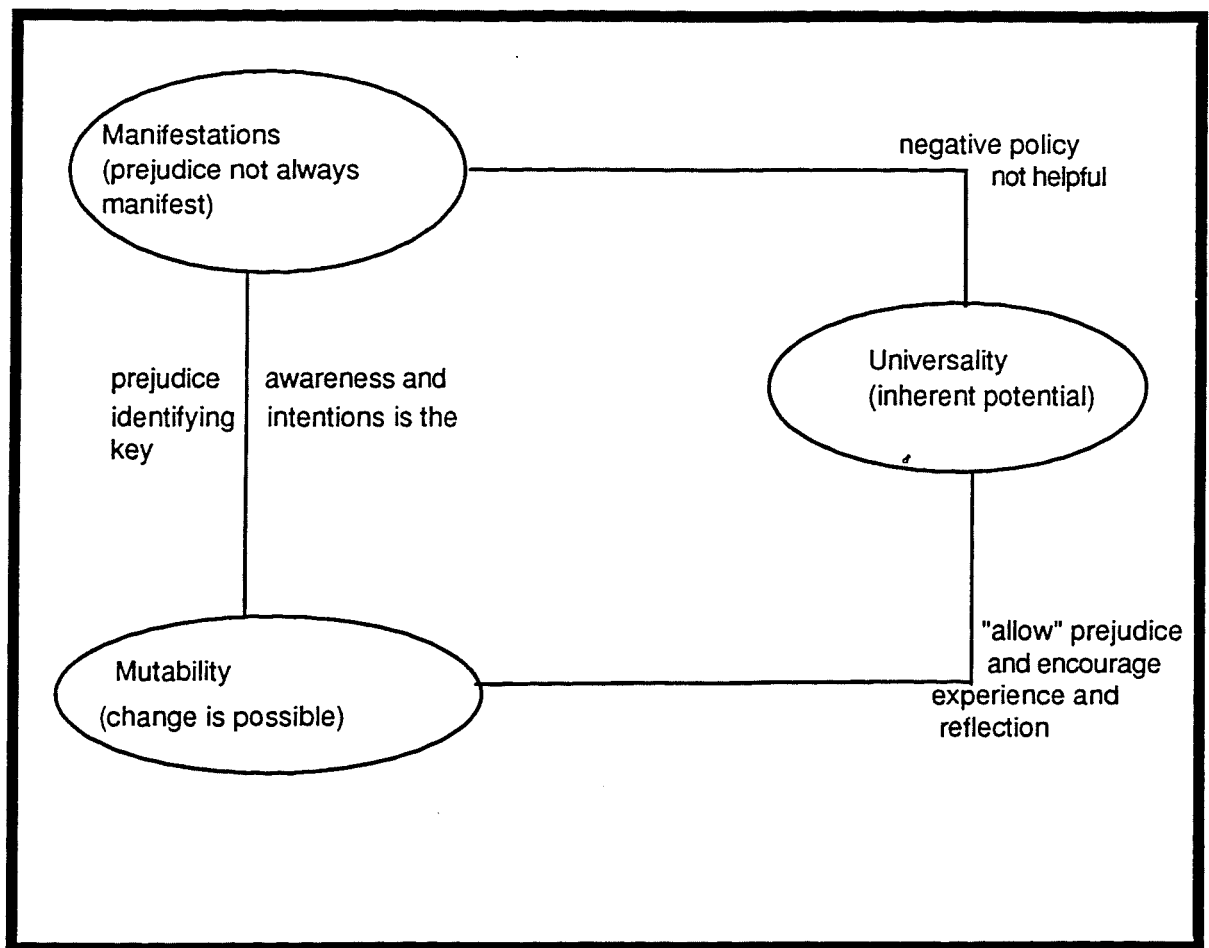 Manifestations
(prejudice not always
manifest)
negative policy
not helpful
Universality
(inherent potential)
prejudice awareness and
identifying intentions is the
key
Mutability
(change is possible)
"allow" prejudice
and encourage
experience and
reflection